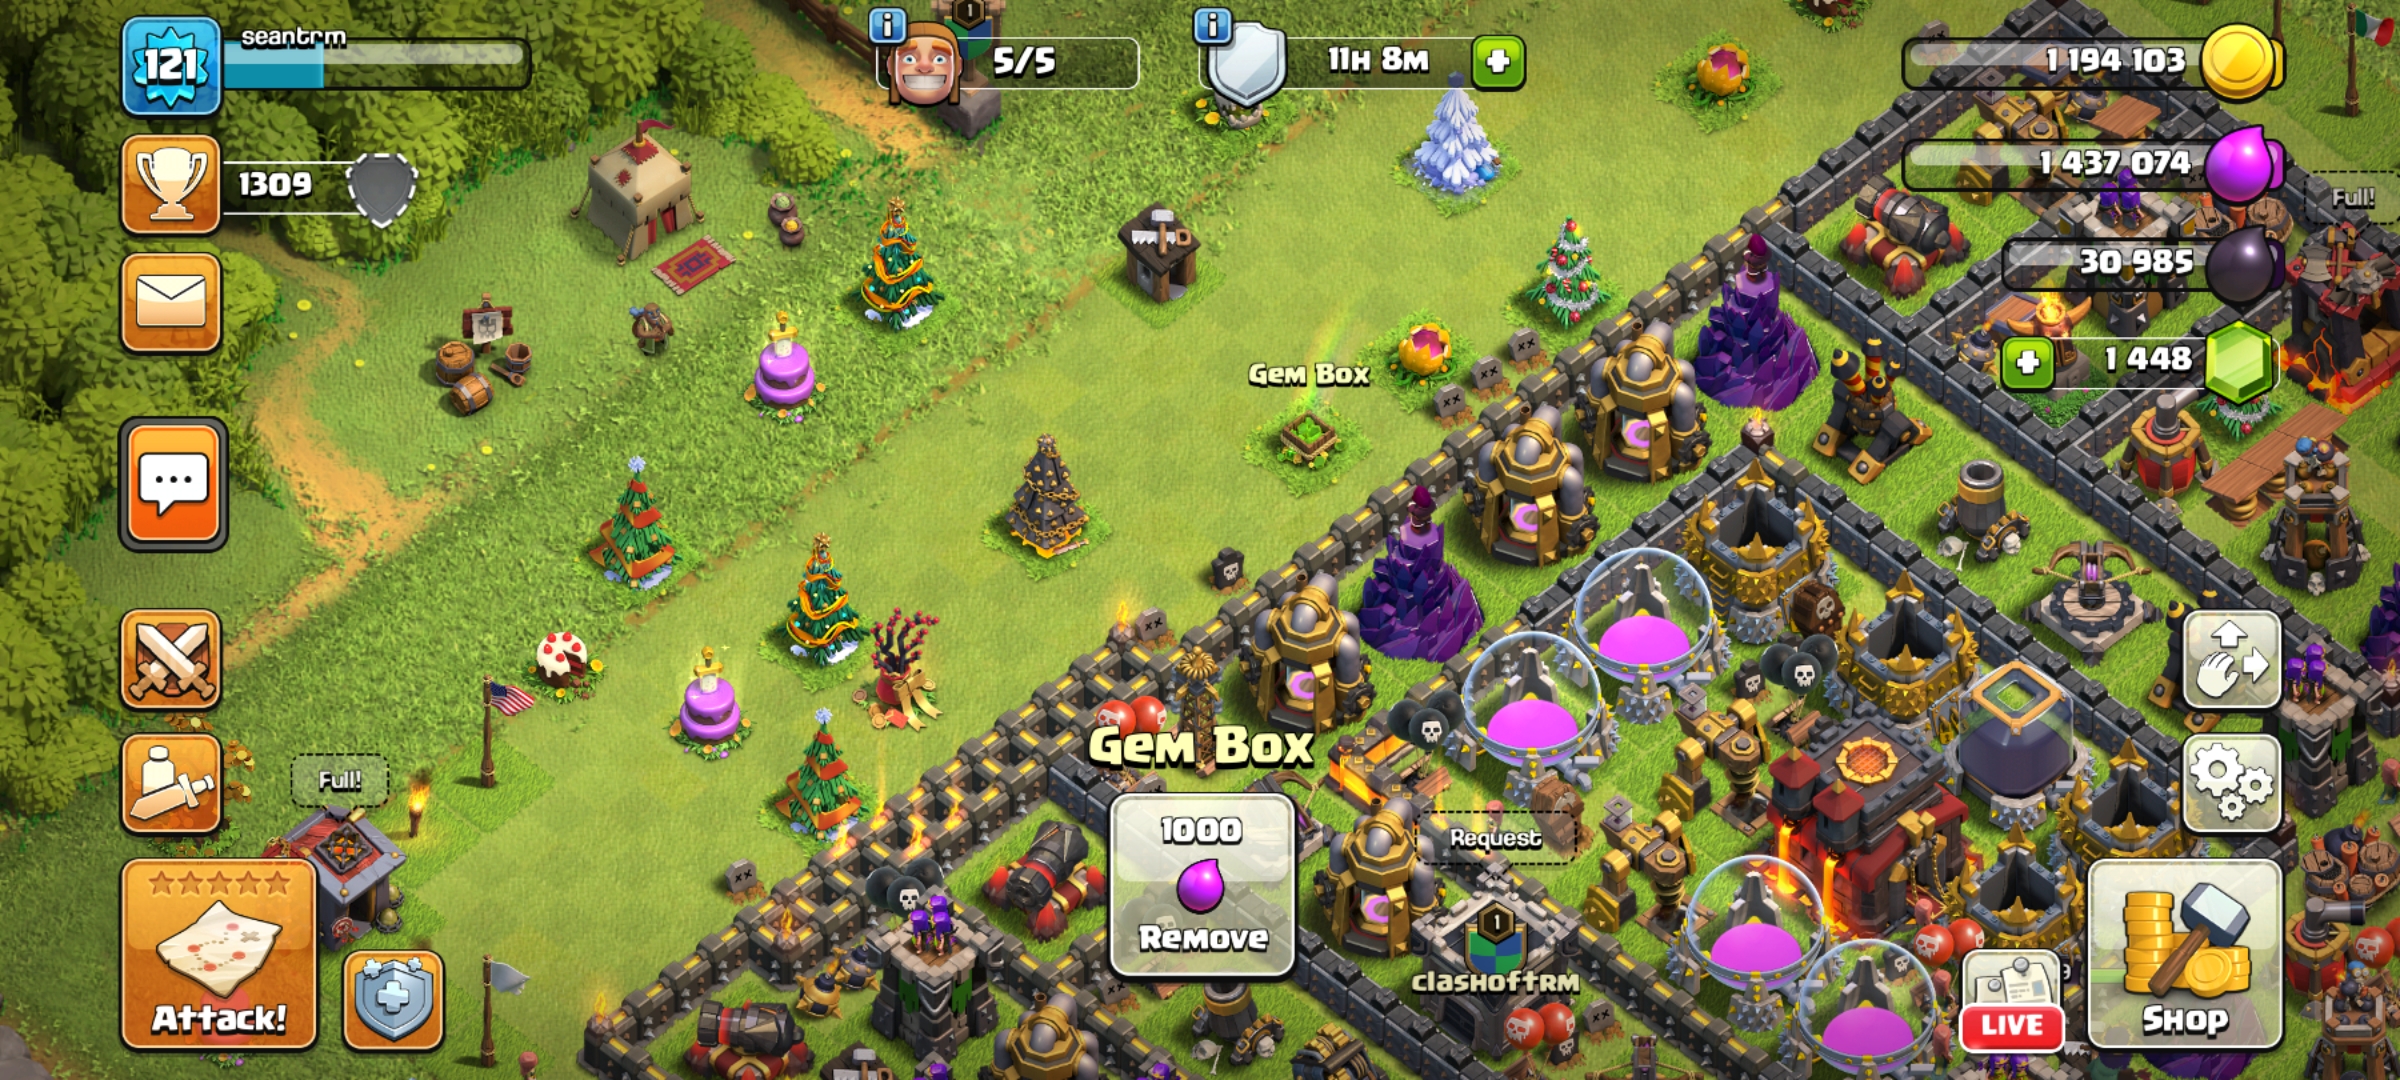 121
seantrm
i
5/5
i
11H 8M
1 194 103
1309
1 437 074
Full!
30 985
1 448
Gem Box
Full!
Gem Box
1000
Remove
Request
1
clashoftrm
Attack!
LIVE
Shop